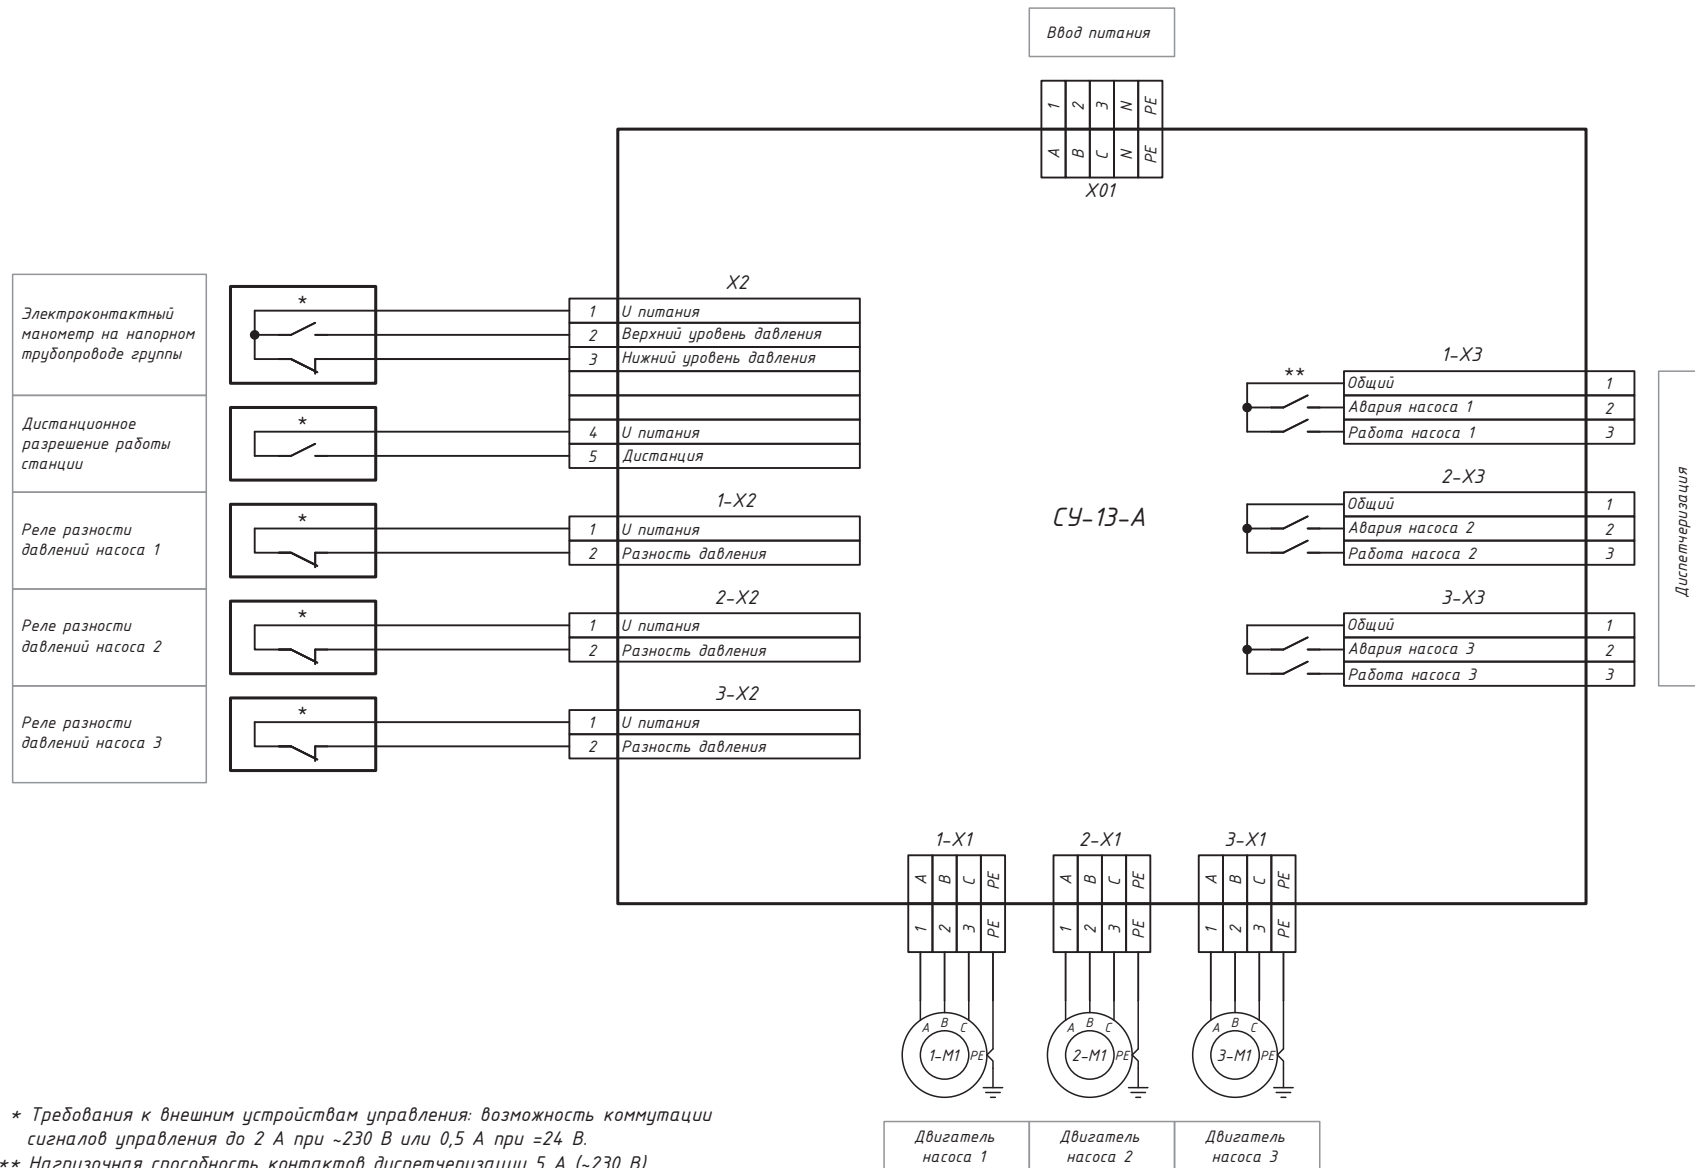 Ввод питания
1 2 3 N PE
A B C N PE
X01
Электроконтактный
манометр на напорном
трубопроводе группы
Дистанционное
разрешение работы
станции
Реле разности
давлений насоса 1
Реле разности
давлений насоса 2
Реле разности
давлений насоса 3
*
*
*
*
*
X2
1 U питания
2 Верхний уровень давления
3 Нижний уровень давления
4 U питания
5 Дистанция
1-X2
1 U питания
2 Разность давления
2-X2
1 U питания
2 Разность давления
3-X2
1 U питания
2 Разность давления
СУ-13-А
1-X3
**
Общий 1
Авария насоса 1 2
Работа насоса 1 3
2-X3
Общий 1
Авария насоса 2 2
Работа насоса 2 3
3-X3
Общий 1
Авария насоса 3 2
Работа насоса 3 3
Диспетчеризация
1-X1 2-X1 3-X1
A B C PE A B C PE A B C PE
1 2 3 PE 1 2 3 PE 1 2 3 PE
A B C A B C A B C
1-M1 PE 2-M1 PE 3-M1 PE
Двигатель
насоса 1
Двигатель
насоса 2
Двигатель
насоса 3
* Требования к внешним устройствам управления: возможность коммутации
сигналов управления до 2 А при ~230 В или 0,5 А при =24 В.
** Нагрузочная способность контактов диспетчеризации 5 А (~230 В)